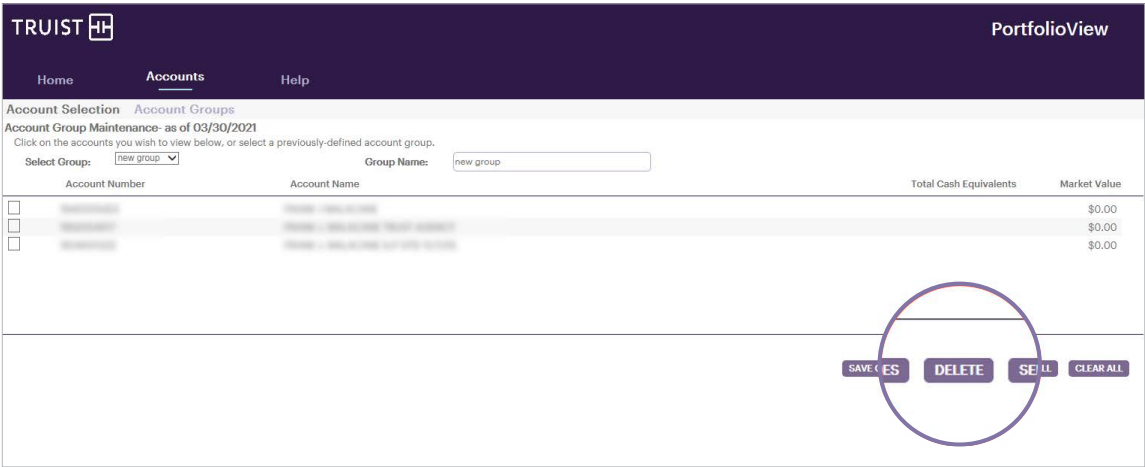 TRUIST
PortfolioView
Home Accounts Help
Account Selection Account Groups
Account Group Maintenance- as of 03/30/2021
Click on the accounts you wish to view below, or select a previously-defined account group.
Select Group: new group Group Name: new group
Account Number Account Name Total Cash Equivalents Market Value
$0.00
$0.00
$0.00
SAVE DELETE CLEAR ALL